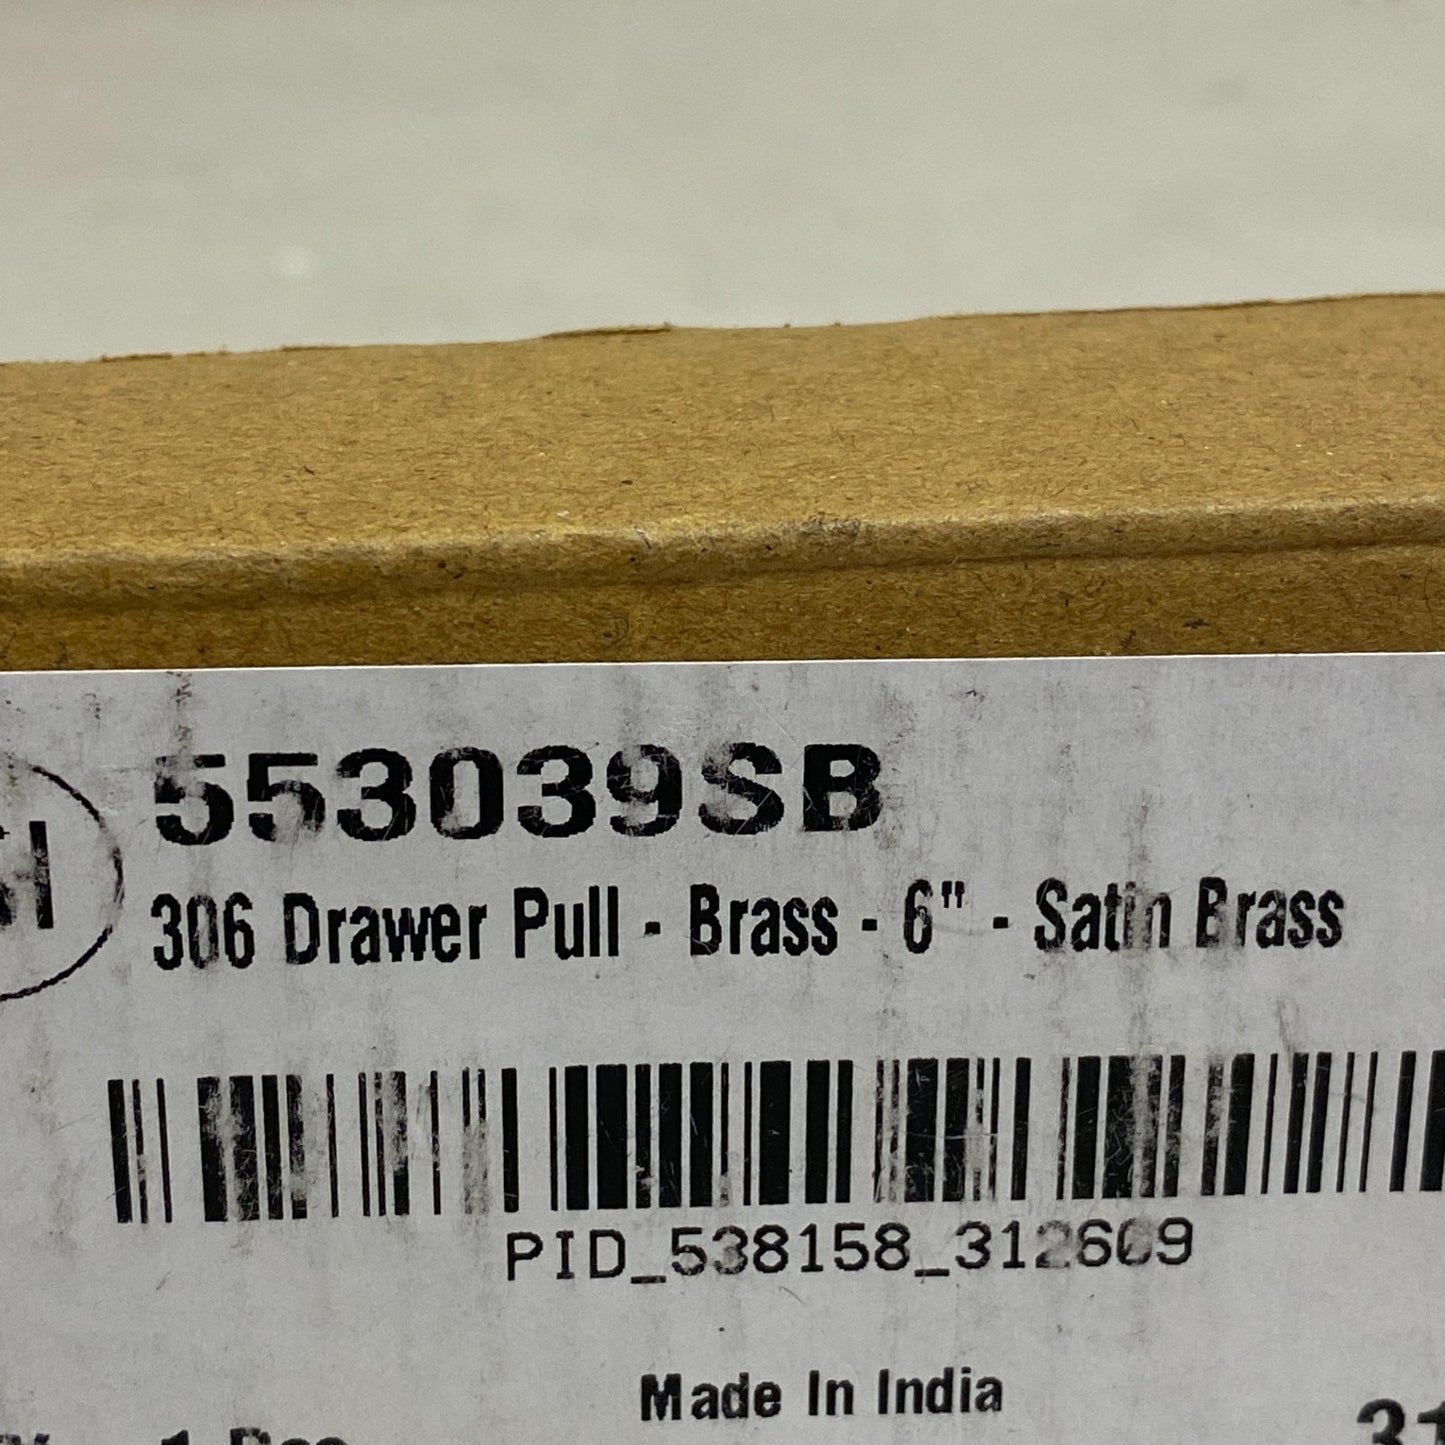 553039SB
306 Drawer Pull - Brass - 6" - Satin Brass
PID_538158_312609
Made In India